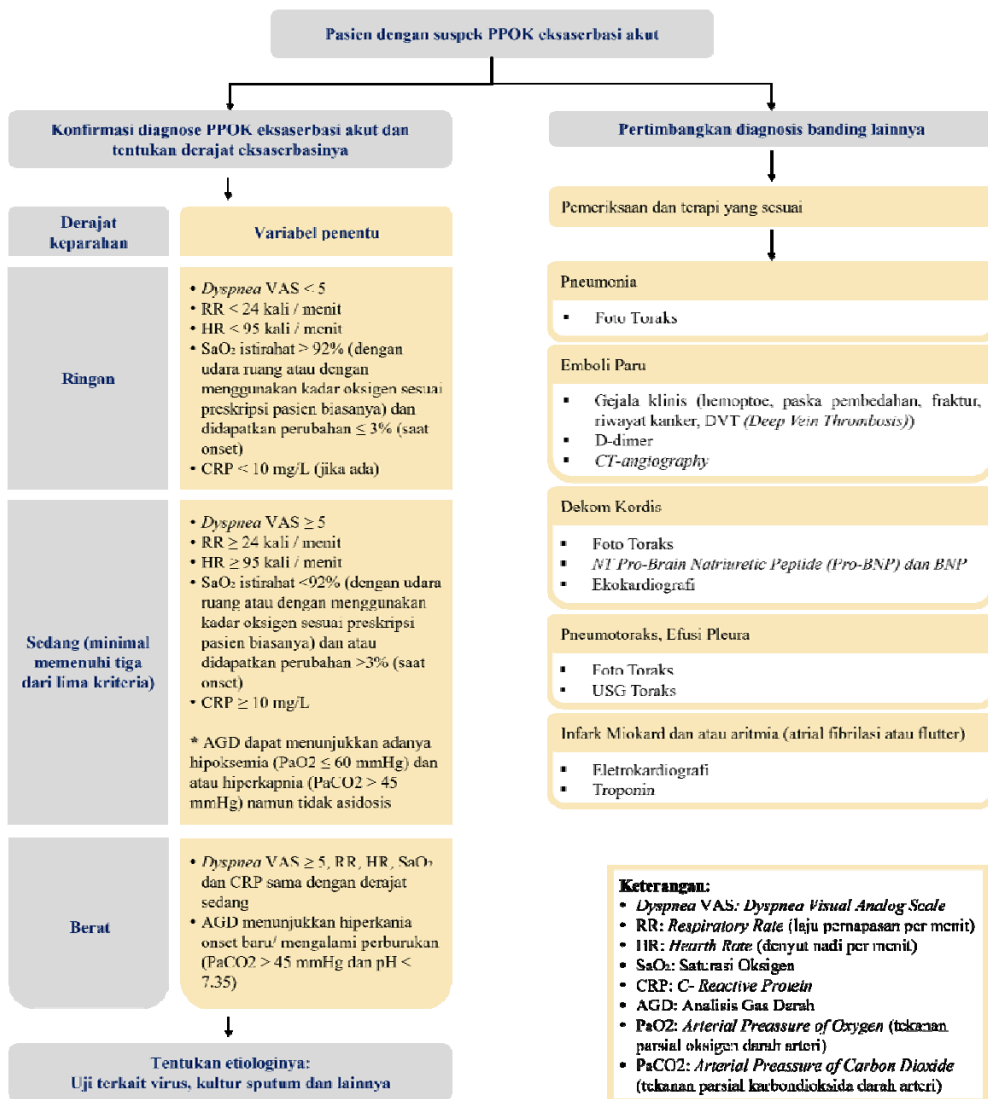 Pasien dengan suspek PPOK eksaserbasi akut
Konfirmasi diagnose PPOK eksaserbasi akut dan
tentukan derajat eksaserbasinya
Derajat
keparahan
Variabel penentu
Ringan
• Dyspnea VAS < 5
• RR < 24 kali / menit
• HR < 95 kali / menit
• SaO₂ istirahat > 92% (dengan
udara ruang atau dengan
menggunakan kadar oksigen sesuai
preskripsi pasien biasanya) dan
didapatkan perubahan ≤ 3% (saat
onset)
• CRP < 10 mg/L (jika ada)
Sedang (minimal
memenuhi tiga
dari lima kriteria)
• Dyspnea VAS ≥ 5
• RR ≥ 24 kali / menit
• HR ≥ 95 kali / menit
• SaO₂ istirahat <92% (dengan udara
ruang atau dengan menggunakan
kadar oksigen sesuai preskripsi
pasien biasanya) dan atau
didapatkan perubahan >3% (saat
onset)
• CRP ≥ 10 mg/L
* AGD dapat menunjukkan adanya
hipoksemia (PaO2 ≤ 60 mmHg) dan
atau hiperkapnia (PaCO2 > 45
mmHg) namun tidak asidosis
Berat
• Dyspnea VAS ≥ 5, RR, HR, SaO₂
dan CRP sama dengan derajat
sedang
• AGD menunjukkan hiperkania
onset baru/ mengalami perburukan
(PaCO2 > 45 mmHg dan pH <
7.35)
Tentukan etiologinya:
Uji terkait virus, kultur sputum dan lainnya
Pertimbangkan diagnosis banding lainnya
Pemeriksaan dan terapi yang sesuai
Pneumonia
▪ Foto Toraks
Emboli Paru
▪ Gejala klinis (hemoptoe, paska pembedahan, fraktur,
riwayat kanker, DVT (Deep Vein Thrombosis))
▪ D-dimer
▪ CT-angiography
Dekom Kordis
▪ Foto Toraks
▪ NT Pro-Brain Natriuretic Peptide (Pro-BNP) dan BNP
▪ Ekokardiografi
Pneumotoraks, Efusi Pleura
▪ Foto Toraks
▪ USG Toraks
Infark Miokard dan atau aritmia (atrial fibrilasi atau flutter)
▪ Eletrokardiografi
▪ Troponin
Keterangan:
• Dyspnea VAS: Dyspnea Visual Analog Scale
• RR: Respiratory Rate (laju pernapasan per menit)
• HR: Hearth Rate (denyut nadi per menit)
• SaO₂: Saturasi Oksigen
• CRP: C- Reactive Protein
• AGD: Analisis Gas Darah
• PaO2: Arterial Preassure of Oxygen (tekanan
parsial oksigen darah arteri)
• PaCO2: Arterial Preassure of Carbon Dioxide
(tekanan parsial karbondioksida darah arteri)